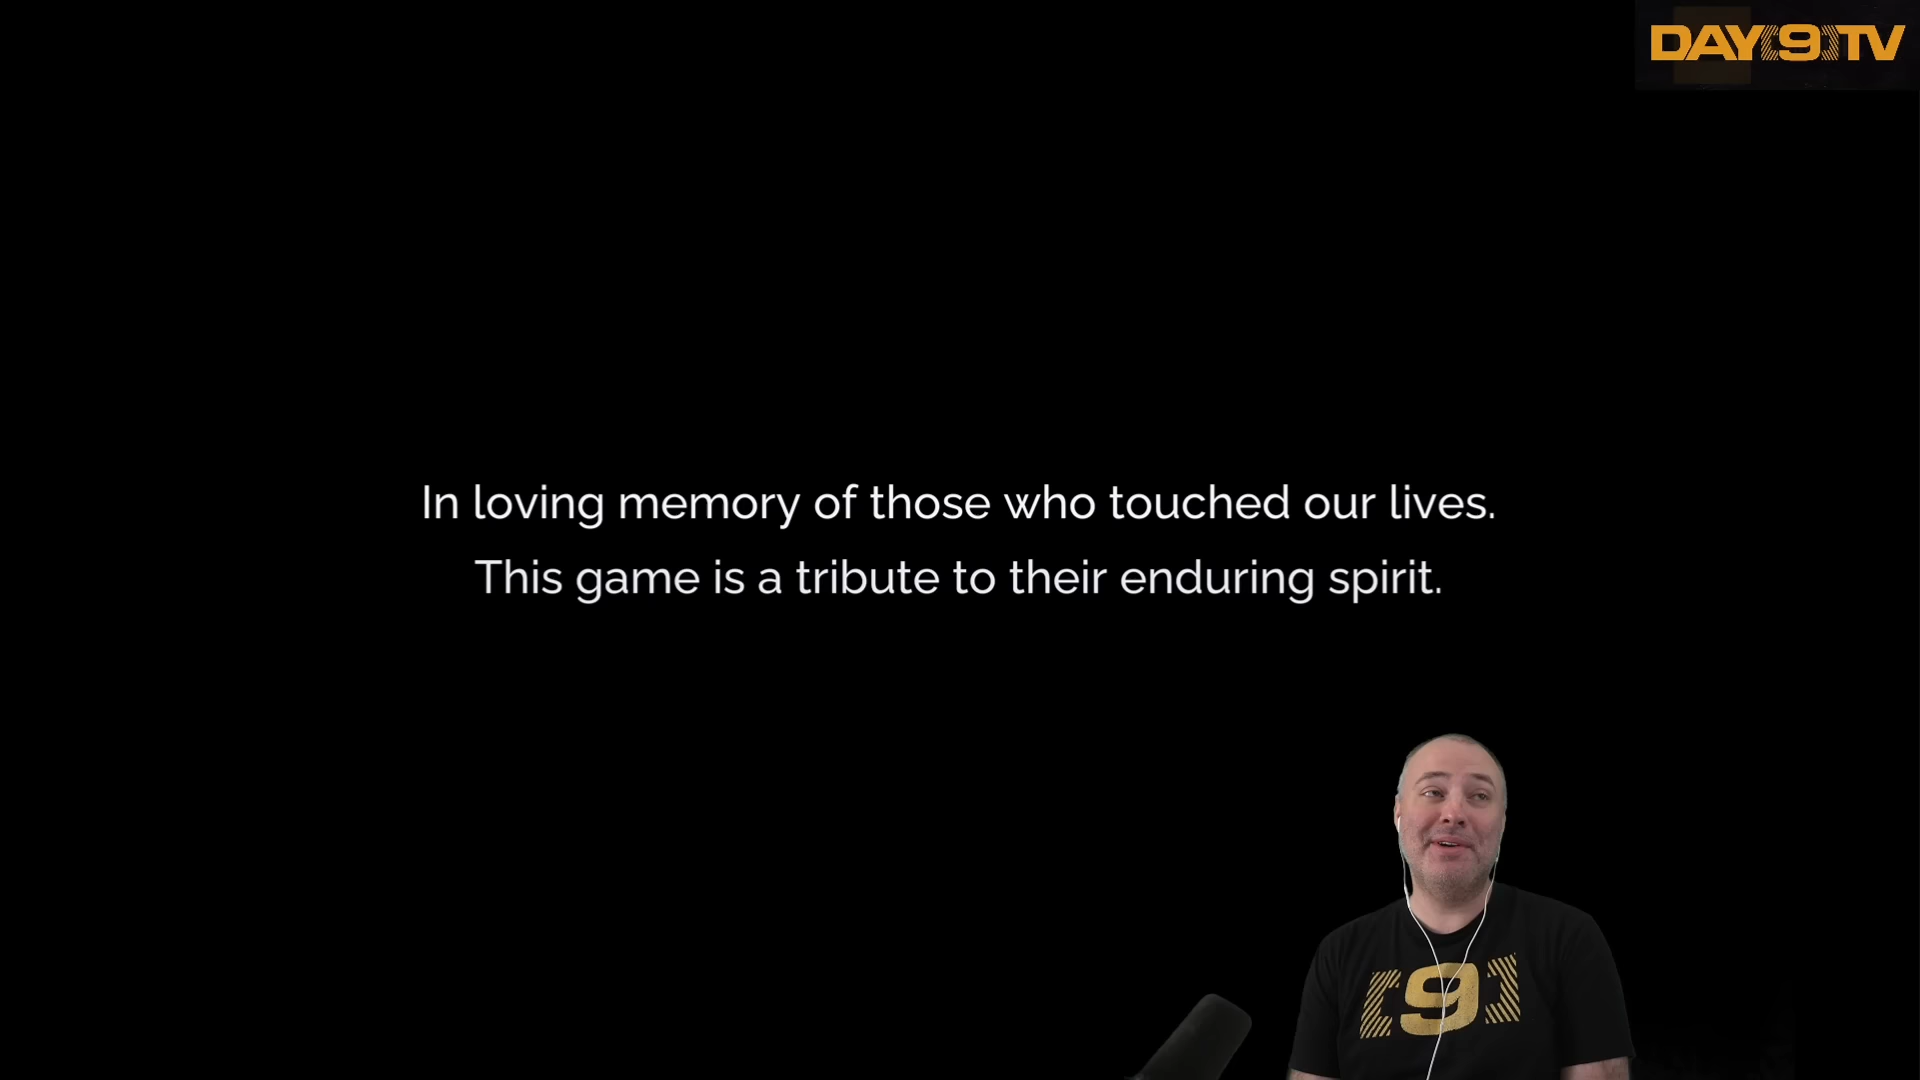 DAY[9]TV
In loving memory of those who touched our lives.
This game is a tribute to their enduring spirit.
[9]